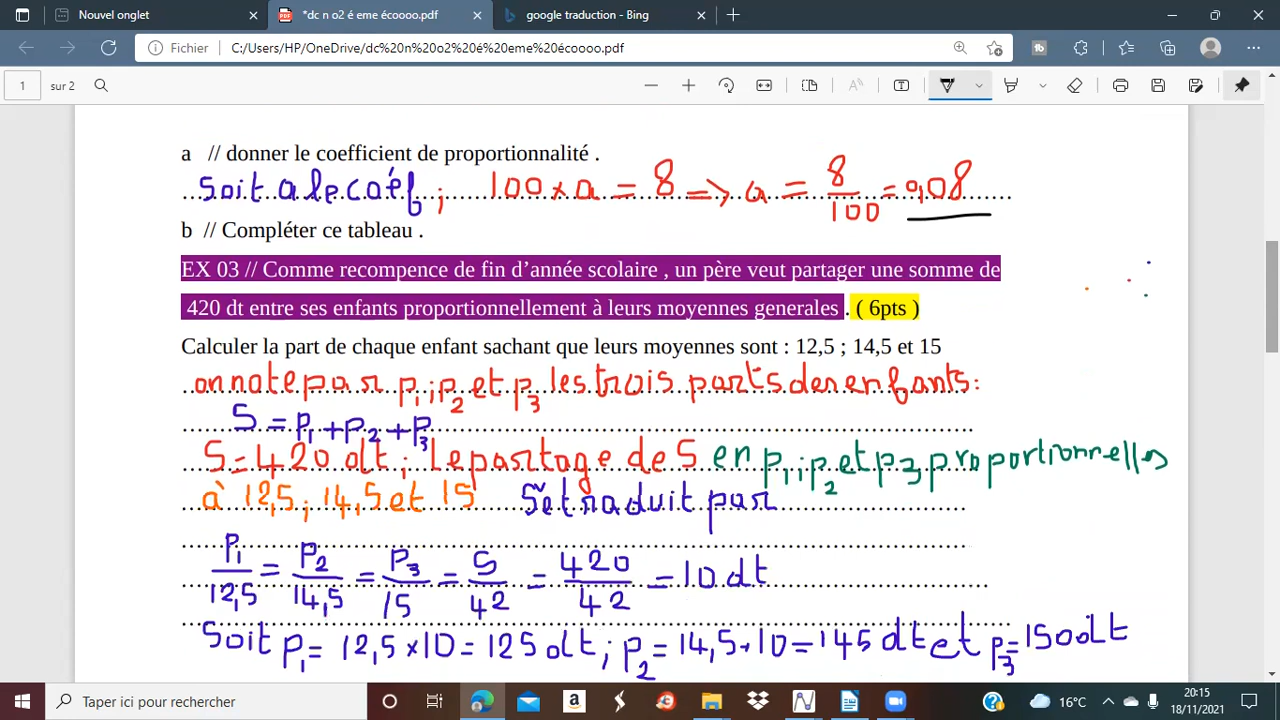 Nouvel onglet
*dc n o2 é eme écoooo.pdf
google traduction - Bing
Fichier
C:/Users/HP/OneDrive/dc%20n%20o2%20é%20eme%20écoooo.pdf
1 sur 2
a // donner le coefficient de proportionnalité .
soit a le coéf ; 100 × a = 8 => a = 8/100 = 0,08
b // Compléter ce tableau .
EX 03 // Comme recompence de fin d’année scolaire , un père veut partager une somme de
420 dt entre ses enfants proportionnellement à leurs moyennes generales . ( 6pts )
Calculer la part de chaque enfant sachant que leurs moyennes sont : 12,5 ; 14,5 et 15
on note par p1 ; p2 et p3 les trois parts des enfants :
S = p1 + p2 + p3
S = 420 dt ; le partage de S en p1 ; p2 et p3 proportionnelles
à 12,5 ; 14,5 et 15 se traduit par
p1/12,5 = p2/14,5 = p3/15 = S/42 = 420/42 = 10 dt
Soit p1 = 12,5 × 10 = 125 dt ; p2 = 14,5 . 10 = 145 dt et p3 = 150 dt
Taper ici pour rechercher
16°C
20:15
18/11/2021